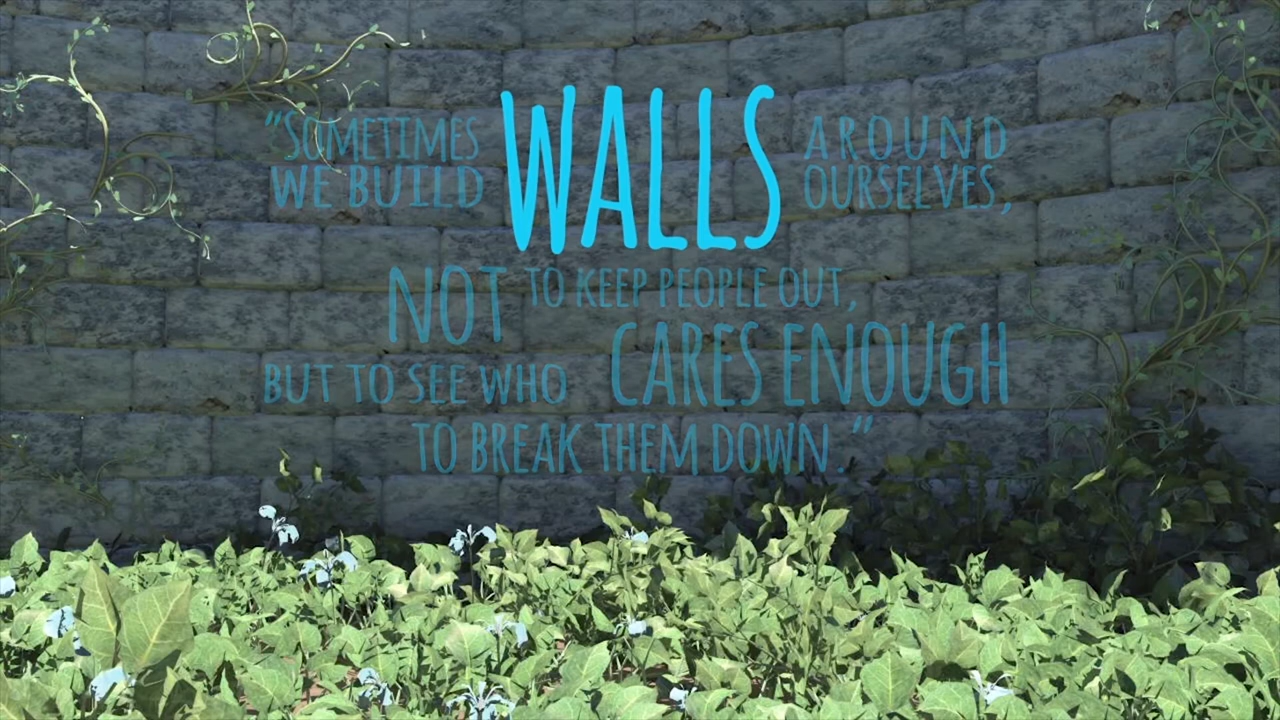 "SOMETIMES WE BUILD WALLS AROUND OURSELVES,
NOT TO KEEP PEOPLE OUT,
BUT TO SEE WHO CARES ENOUGH
TO BREAK THEM DOWN."